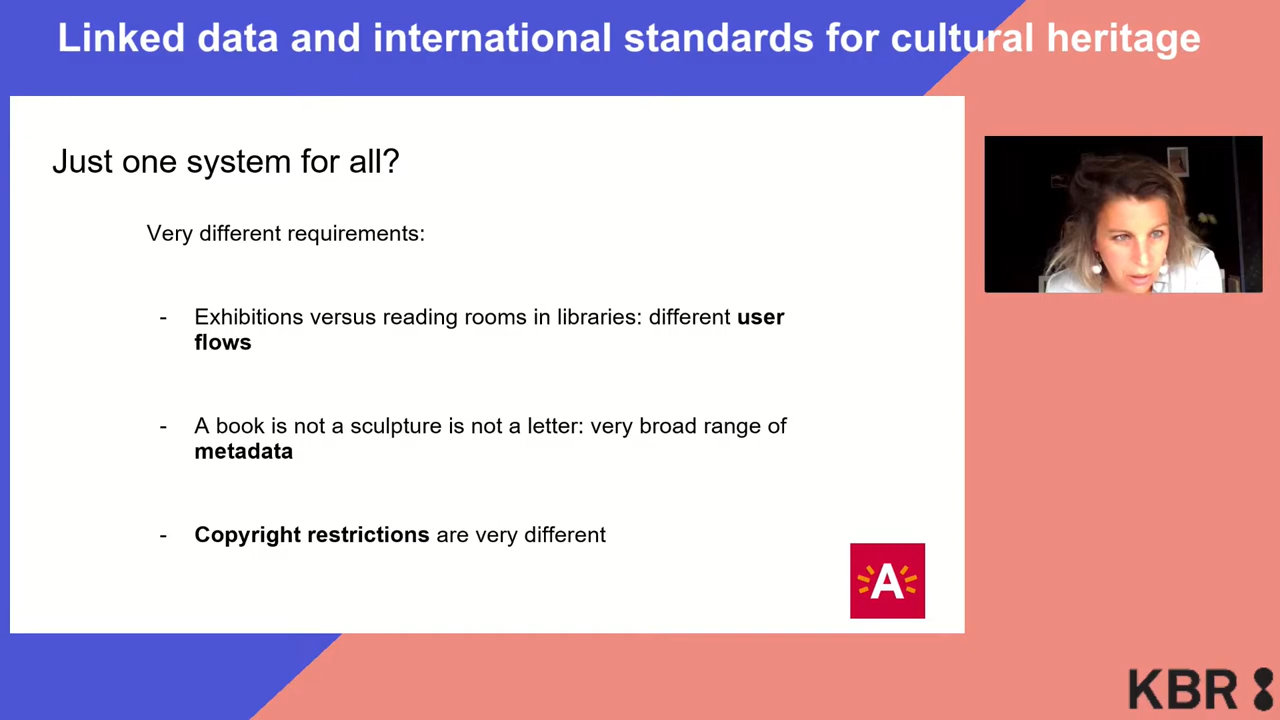 Linked data and international standards for cultural heritage
Just one system for all?
Very different requirements:
- Exhibitions versus reading rooms in libraries: different user
flows
- A book is not a sculpture is not a letter: very broad range of
metadata
- Copyright restrictions are very different
A
KBR